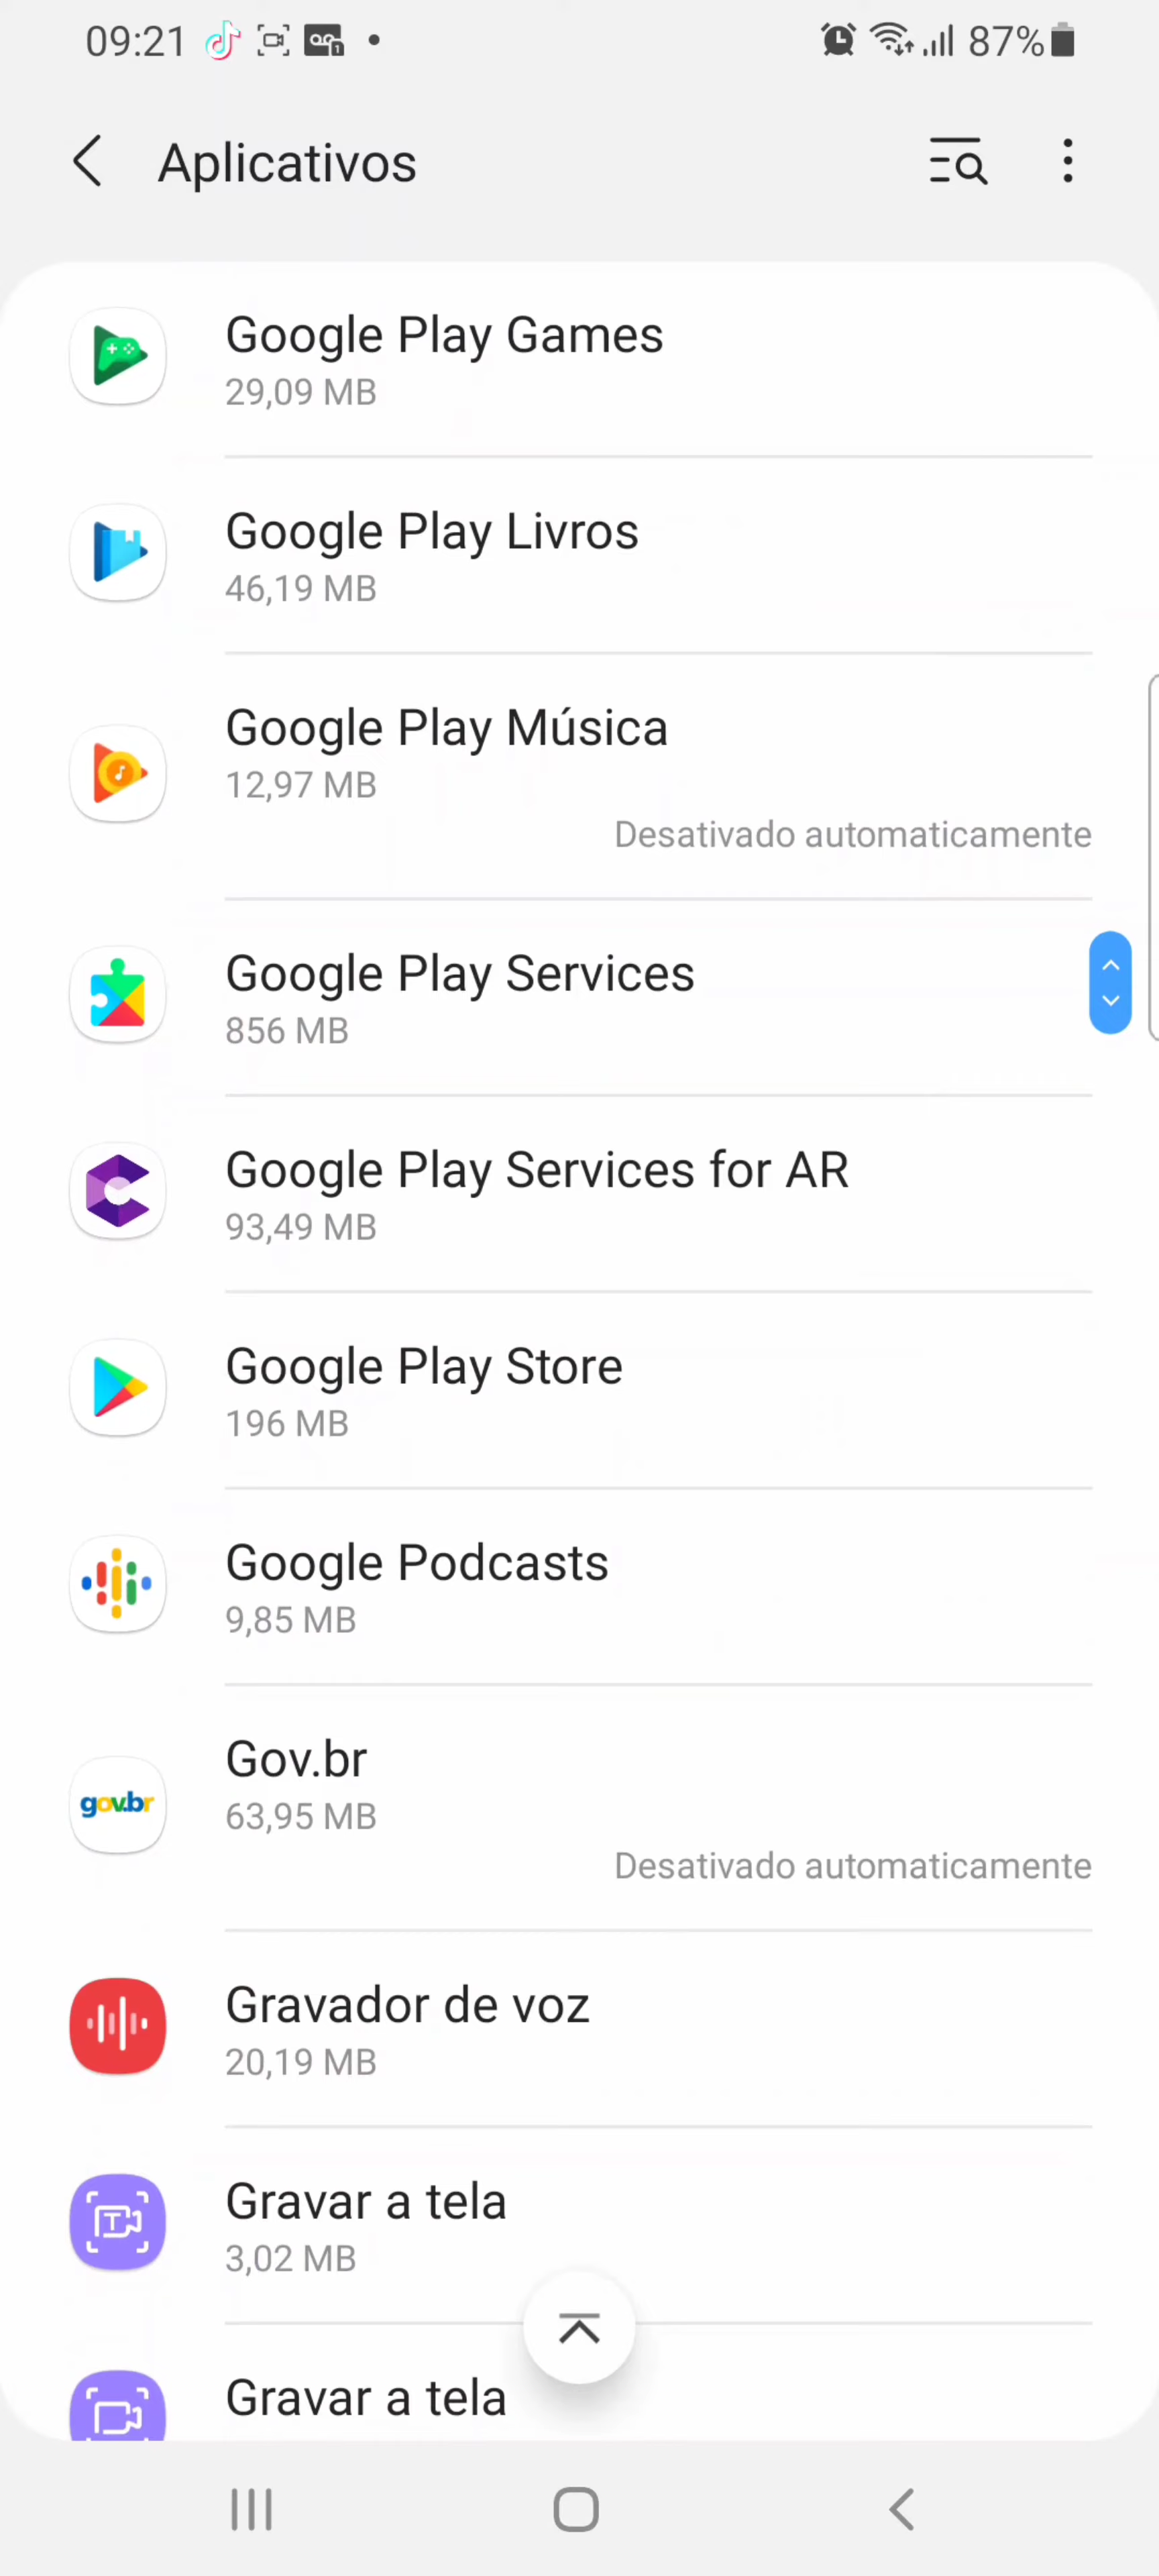 09:21 87%
Aplicativos
Google Play Games
29,09 MB
Google Play Livros
46,19 MB
Google Play Música
12,97 MB
Desativado automaticamente
Google Play Services
856 MB
Google Play Services for AR
93,49 MB
Google Play Store
196 MB
Google Podcasts
9,85 MB
Gov.br
gov.br
63,95 MB
Desativado automaticamente
Gravador de voz
20,19 MB
Gravar a tela
3,02 MB
Gravar a tela